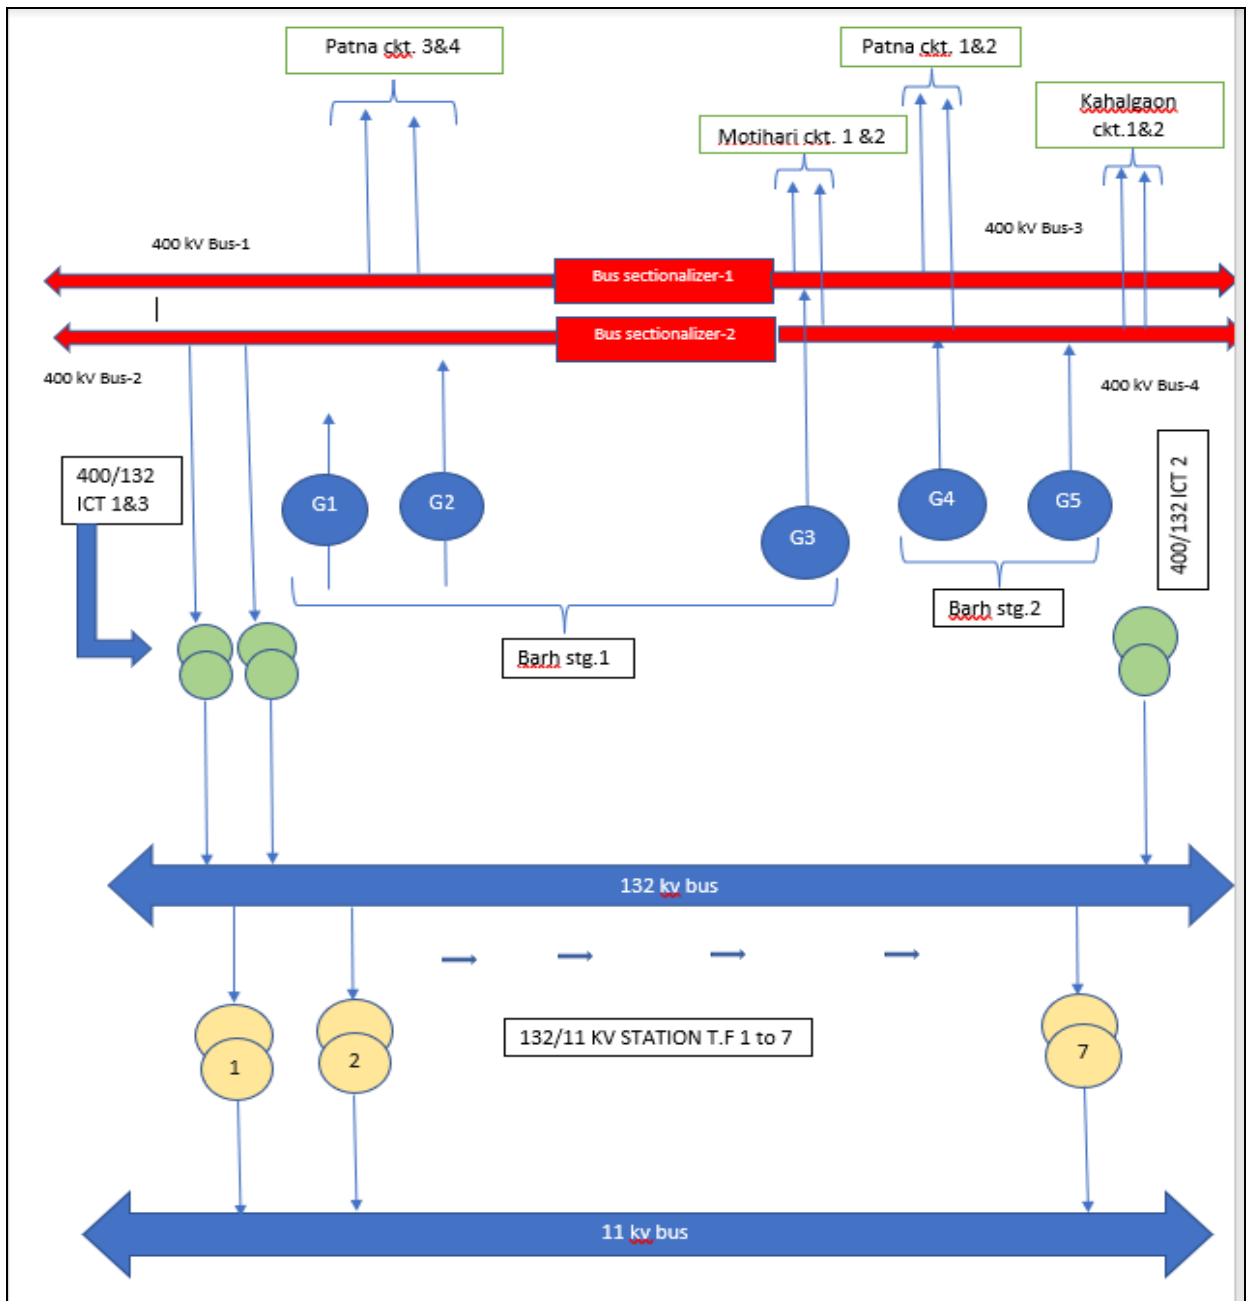 Patna ckt. 3&4
Patna ckt. 1&2
Kahalgaon
ckt.1&2
Motihari ckt. 1 &2
400 kV Bus-1
400 kV Bus-3
Bus sectionalizer-1
Bus sectionalizer-2
400 kV Bus-2
400 kV Bus-4
400/132
ICT 1&3
G1
G2
G3
G4
G5
400/132 ICT 2
Barh stg.2
Barh stg.1
132 kv bus
132/11 KV STATION T.F 1 to 7
1
2
7
11 kv bus